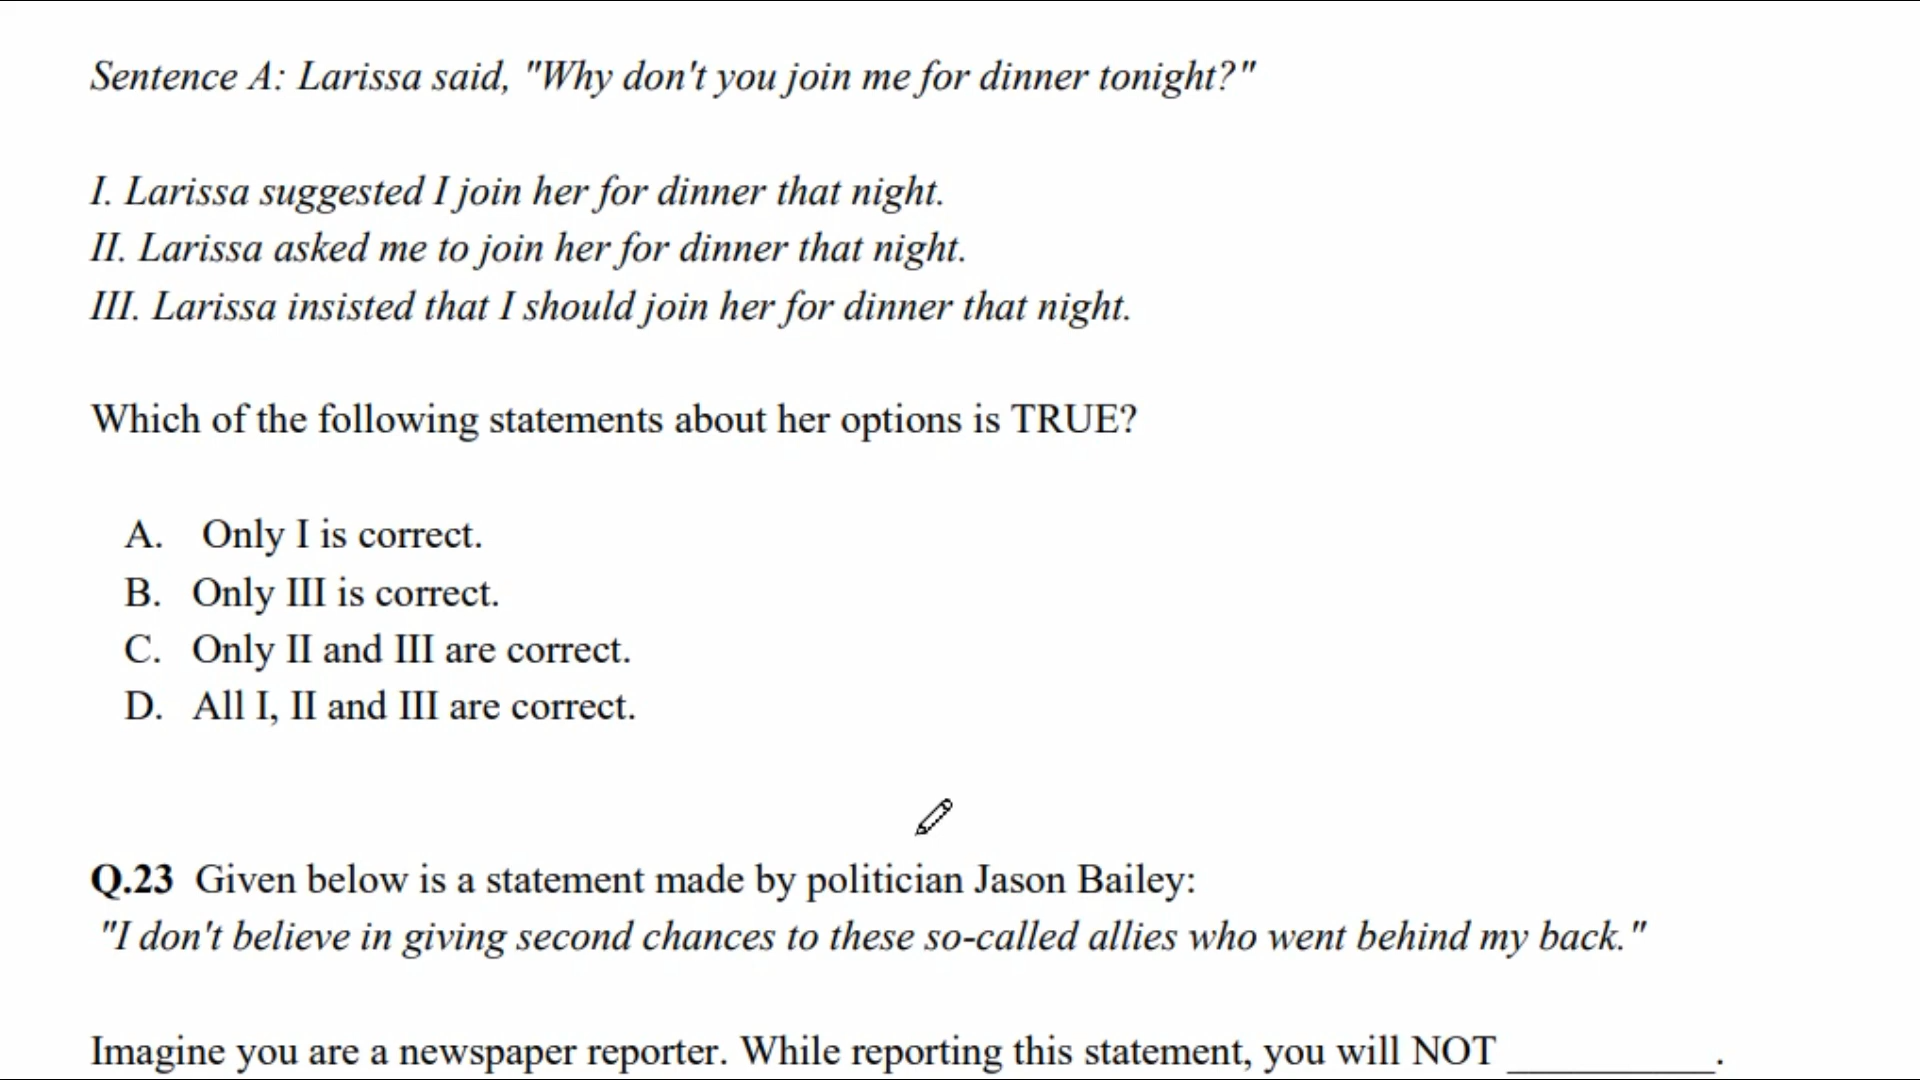 Sentence A: Larissa said, "Why don't you join me for dinner tonight?"
I. Larissa suggested I join her for dinner that night.
II. Larissa asked me to join her for dinner that night.
III. Larissa insisted that I should join her for dinner that night.
Which of the following statements about her options is TRUE?
A. Only I is correct.
B. Only III is correct.
C. Only II and III are correct.
D. All I, II and III are correct.
Q.23 Given below is a statement made by politician Jason Bailey:
"I don't believe in giving second chances to these so-called allies who went behind my back."
Imagine you are a newspaper reporter. While reporting this statement, you will NOT __________.